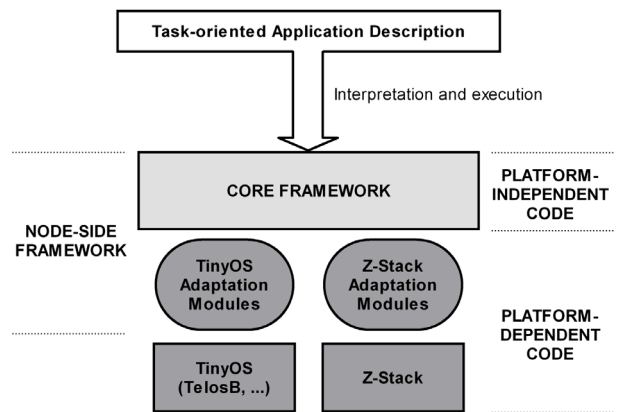 Task-oriented Application Description
Interpretation and execution
CORE FRAMEWORK
PLATFORM-
INDEPENDENT
CODE
NODE-SIDE
FRAMEWORK
TinyOS
Adaptation
Modules
Z-Stack
Adaptation
Modules
PLATFORM-
DEPENDENT
CODE
TinyOS
(TelosB, ...)
Z-Stack